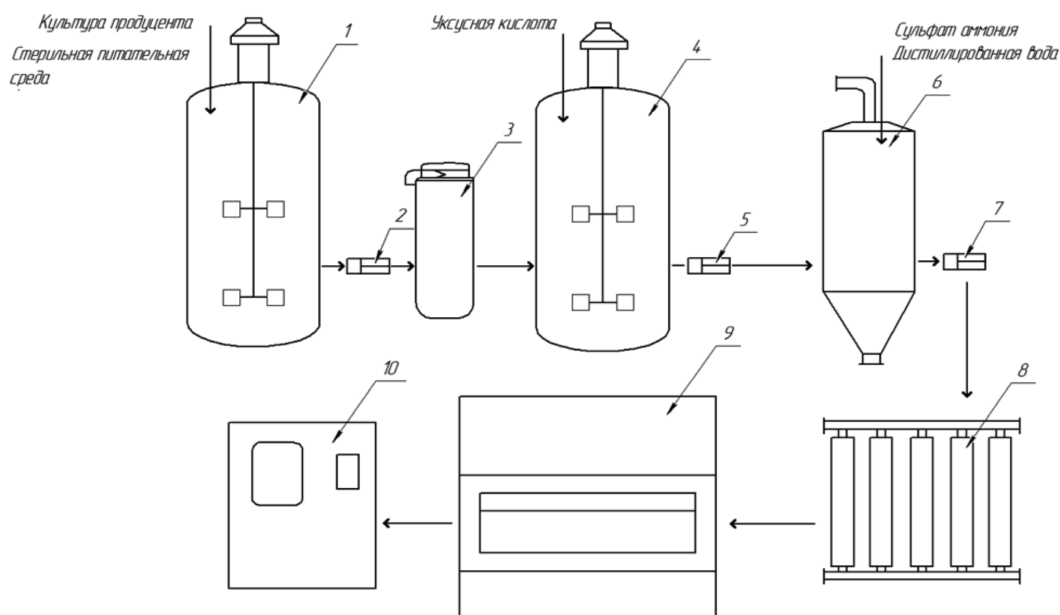 Культура продуцента
Стерильная питательная
среда
1
Уксусная кислота
4
Сульфат аммония
Дистиллированная вода
6
3
2
5
7
10
9
8